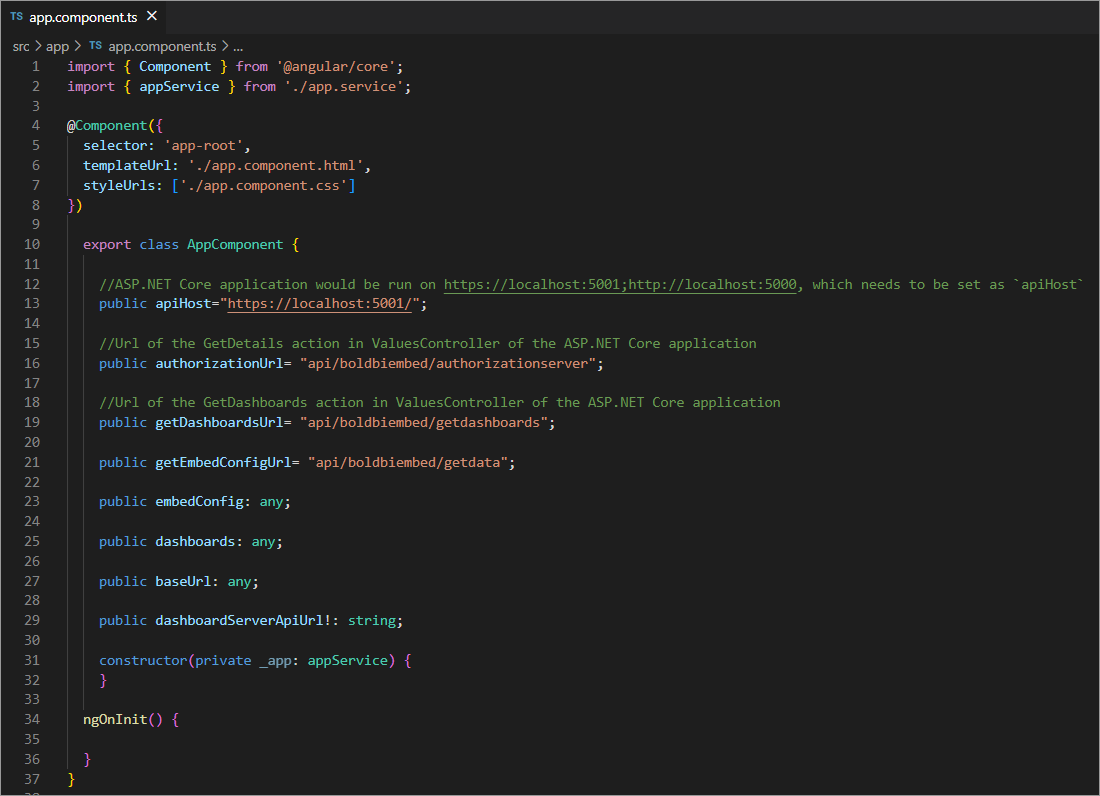 TS app.component.ts ✕
src > app > TS app.component.ts > ...
1 import { Component } from '@angular/core';
2 import { appService } from './app.service';
3
4 @Component({
5 selector: 'app-root',
6 templateUrl: './app.component.html',
7 styleUrls: ['./app.component.css']
8 })
9
10 export class AppComponent {
11
12 //ASP.NET Core application would be run on https://localhost:5001;http://localhost:5000, which needs to be set as `apiHost`
13 public apiHost="https://localhost:5001/";
14
15 //Url of the GetDetails action in ValuesController of the ASP.NET Core application
16 public authorizationUrl= "api/boldbiembed/authorizationserver";
17
18 //Url of the GetDashboards action in ValuesController of the ASP.NET Core application
19 public getDashboardsUrl= "api/boldbiembed/getdashboards";
20
21 public getEmbedConfigUrl= "api/boldbiembed/getdata";
22
23 public embedConfig: any;
24
25 public dashboards: any;
26
27 public baseUrl: any;
28
29 public dashboardServerApiUrl!: string;
30
31 constructor(private _app: appService) {
32 }
33
34 ngOnInit() {
35
36 }
37 }